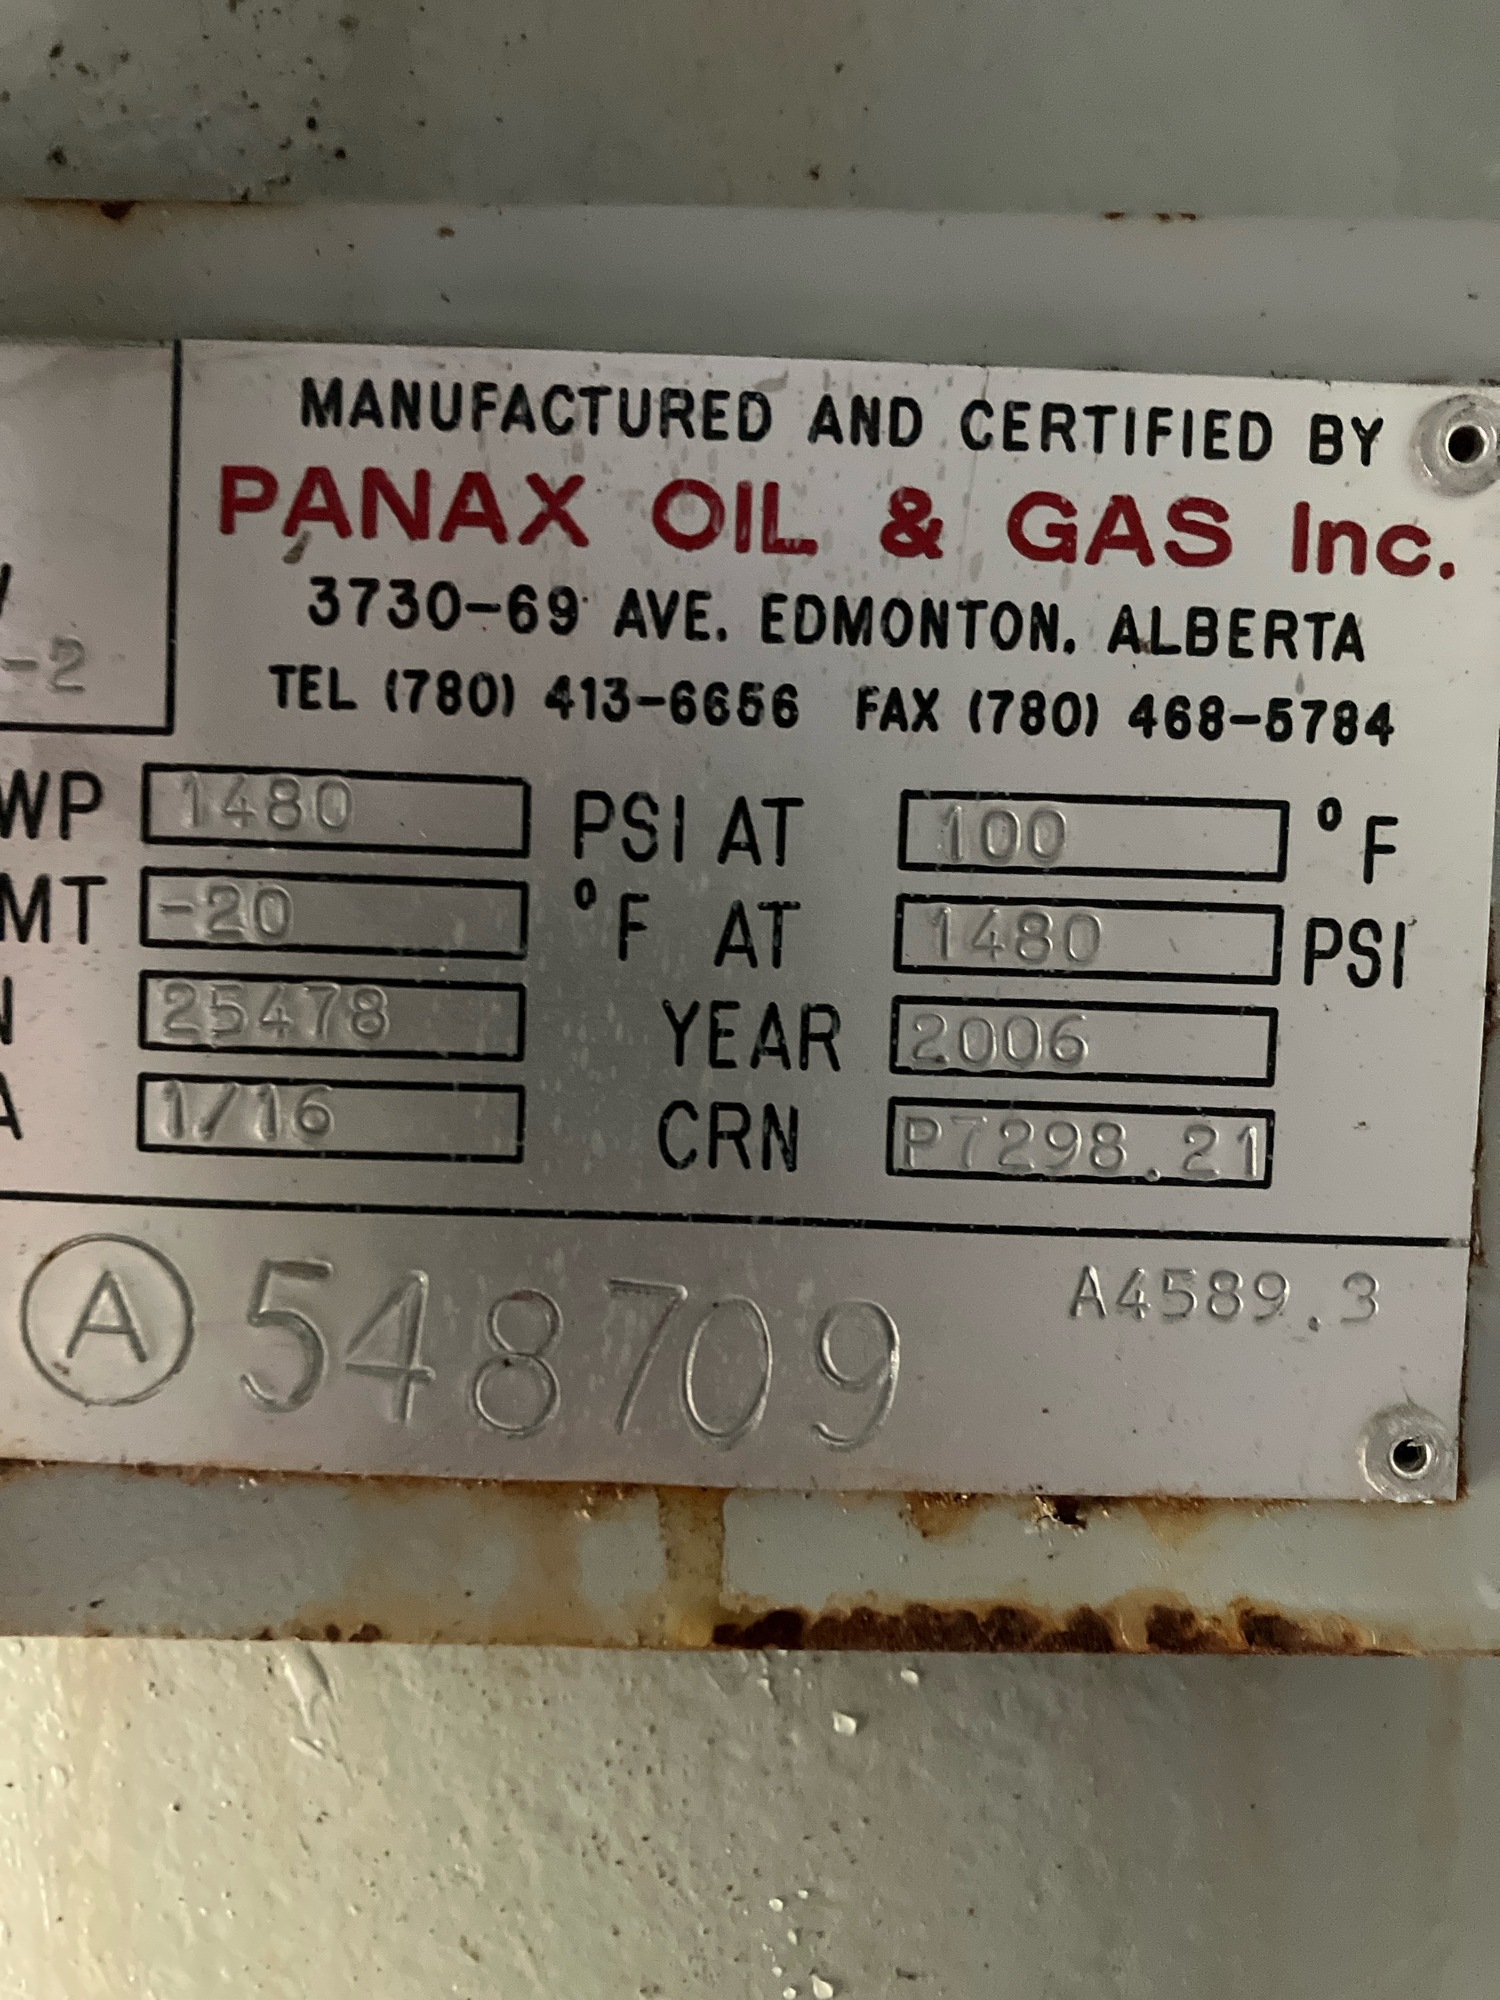 MANUFACTURED AND CERTIFIED BY
PANAX OIL & GAS Inc.
3730-69 AVE. EDMONTON, ALBERTA
-2
TEL (780) 413-6656 FAX (780) 468-5784
WP 1480 PSI AT 100 °F
MT -20 °F AT 1480 PSI
25478 YEAR 2006
A 1/16 CRN P7298.21
A 548709 A4589.3